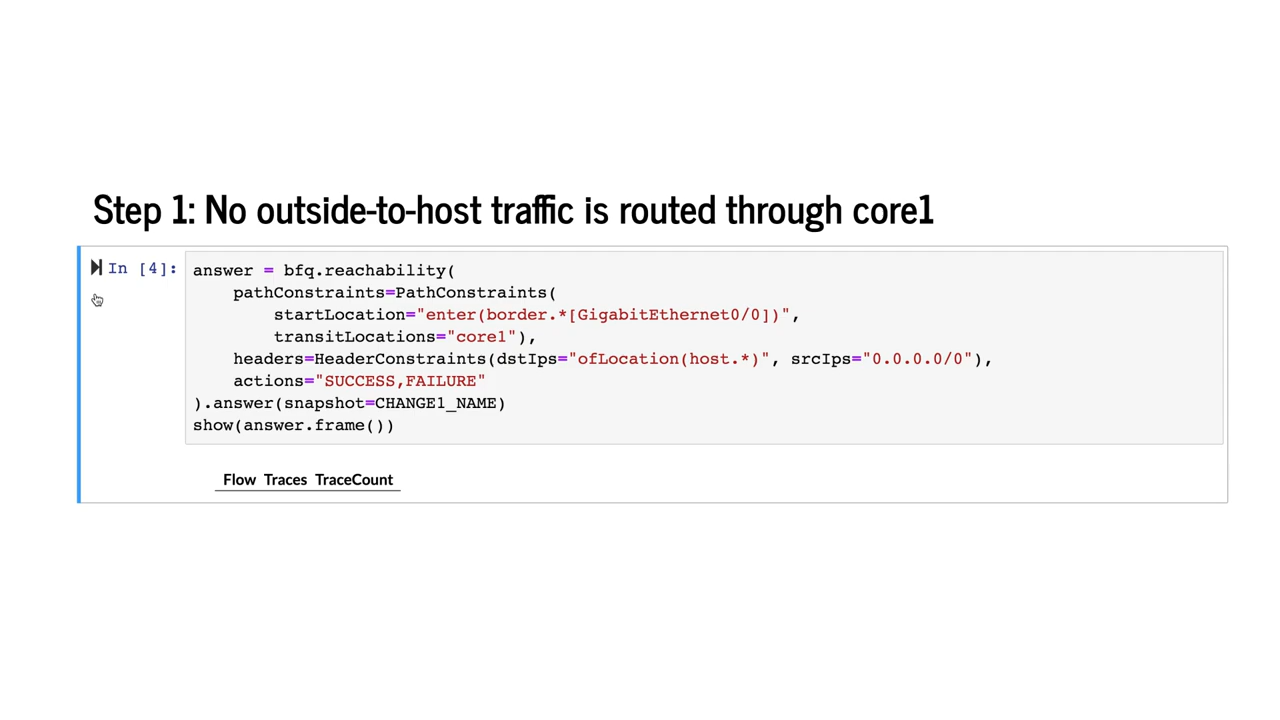 Step 1: No outside-to-host traffic is routed through core1
In [4]:
answer = bfq.reachability(
    pathConstraints=PathConstraints(
        startLocation="enter(border.*[GigabitEthernet0/0])",
        transitLocations="core1"),
    headers=HeaderConstraints(dstIps="ofLocation(host.*)", srcIps="0.0.0.0/0"),
    actions="SUCCESS,FAILURE"
).answer(snapshot=CHANGE1_NAME)
show(answer.frame())
Flow Traces TraceCount